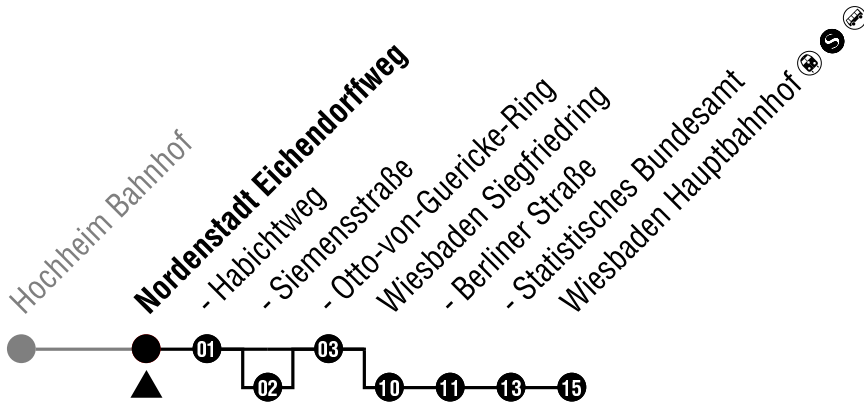 Hochheim Bahnhof
Nordenstadt Eichendorffweg
- Habichtweg
- Siemensstraße
- Otto-von-Guericke-Ring
Wiesbaden Siegfriedring
- Berliner Straße
- Statistisches Bundesamt
Wiesbaden Hauptbahnhof S
01 03
02 10 11 13 15